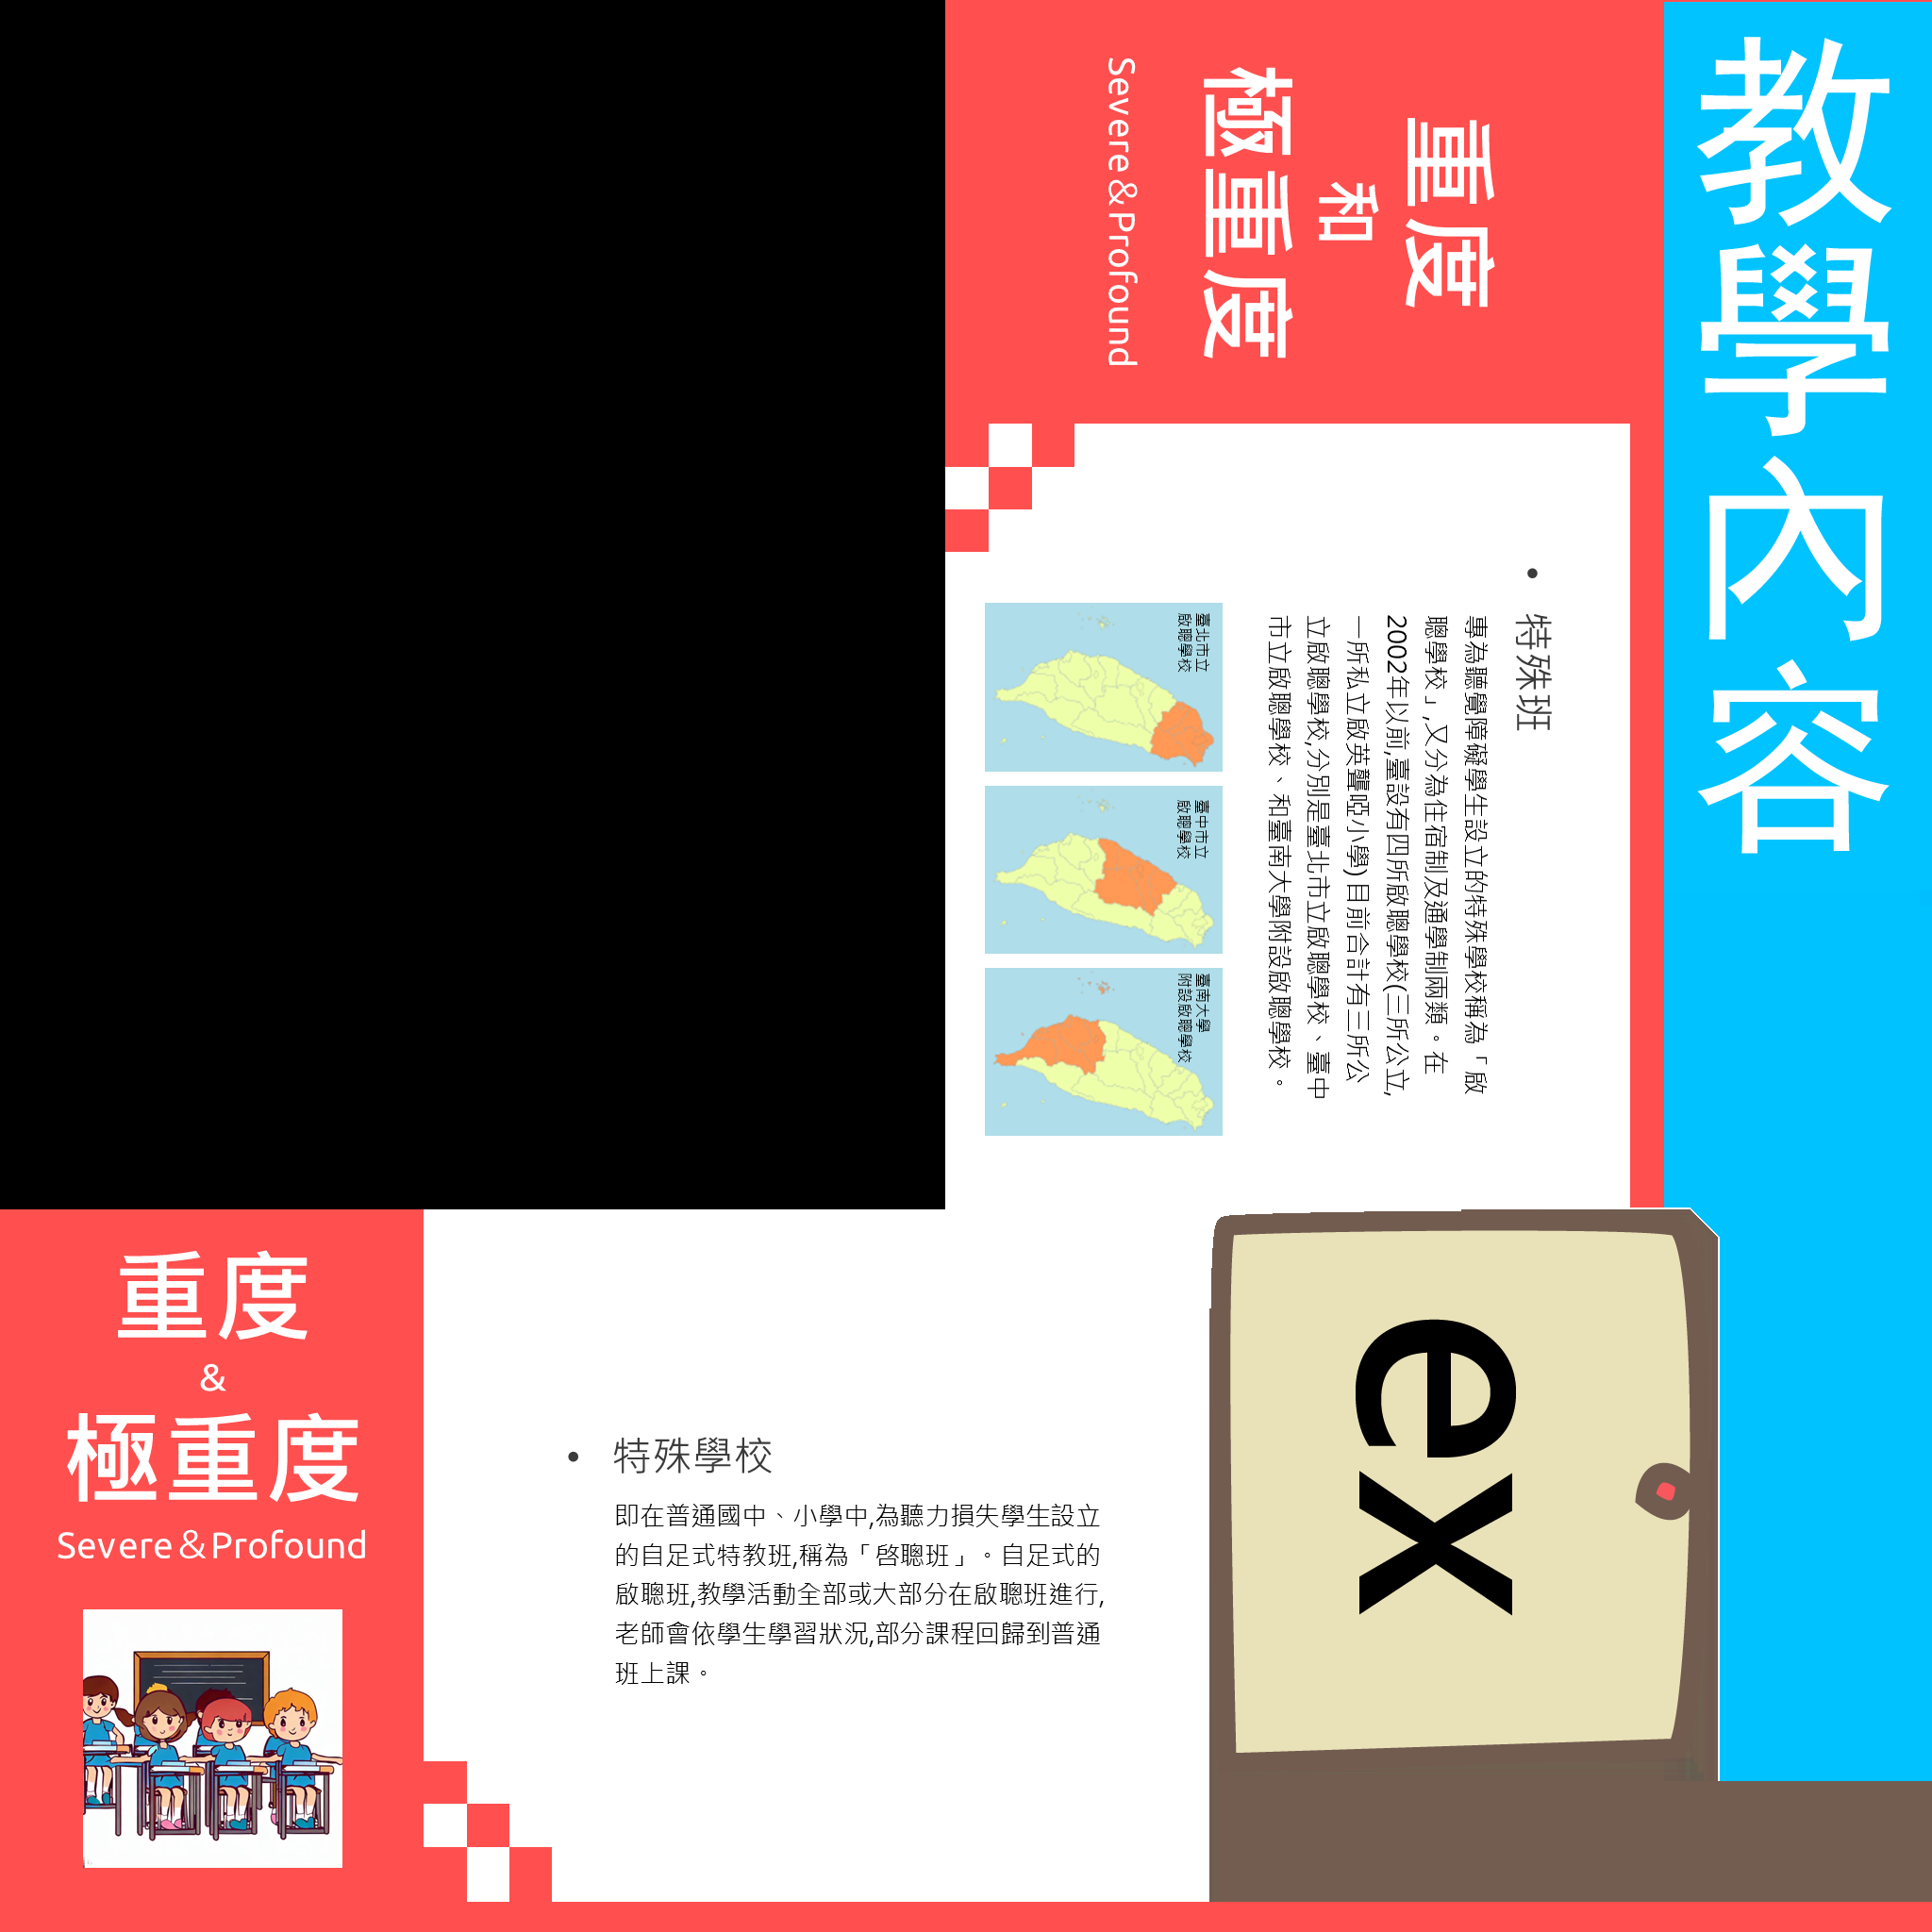 教學內容
重度
和
極重度
Severe&Profound
• 特殊班
專為聽覺障礙學生設立的特殊學校稱為「啟
聰學校」,又分為住宿制及通學制兩類。在
2002年以前,臺設有四所啟聰學校(三所公立,
一所私立啟英聾啞小學)目前合計有三所公
立啟聰學校,分別是臺北市立啟聰學校、臺中
市立啟聰學校、和臺南大學附設啟聰學校。
臺北市立
啟聰學校
臺中市立
啟聰學校
臺南大學
附設啟聰學校
重度
&
極重度
Severe&Profound
• 特殊學校
即在普通國中、小學中,為聽力損失學生設立
的自足式特教班,稱為「啓聰班」。自足式的
啟聰班,教學活動全部或大部分在啟聰班進行,
老師會依學生學習狀況,部分課程回歸到普通
班上課。
ex